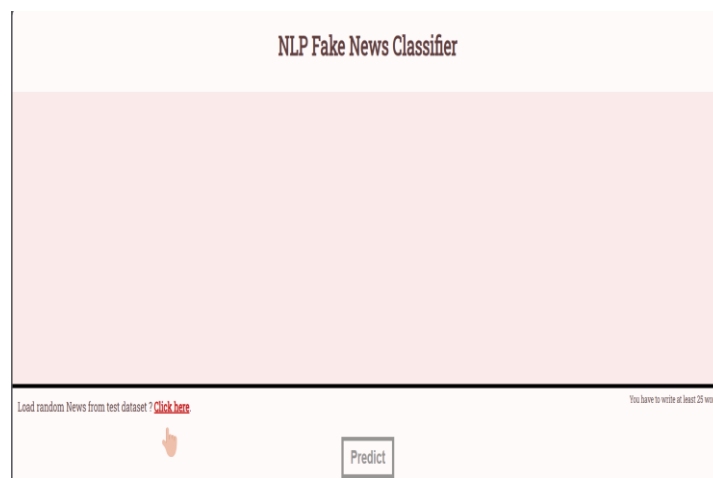 NLP Fake News Classifier
Load random News from test dataset ? Click here.
You have to write at least 25
Predict